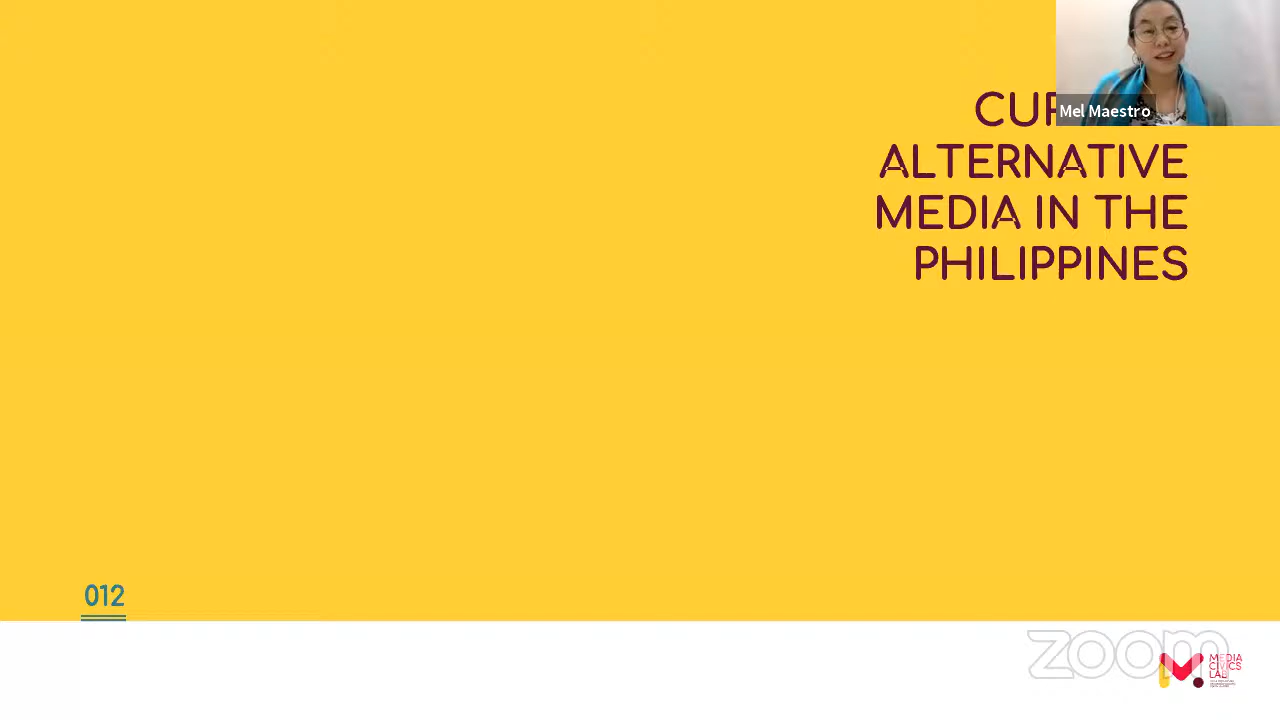 Mel Maestro
CUR
ALTERNATIVE
MEDIA IN THE
PHILIPPINES
012
zoom
MEDIA
CIVICS
LAB